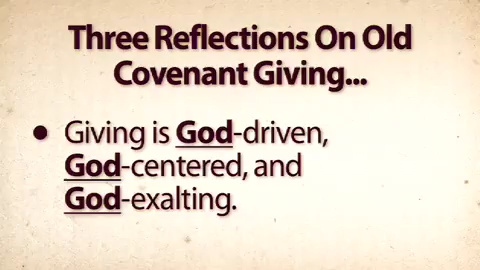 Three Reflections On Old
Covenant Giving...
• Giving is God-driven,
God-centered, and
God-exalting.